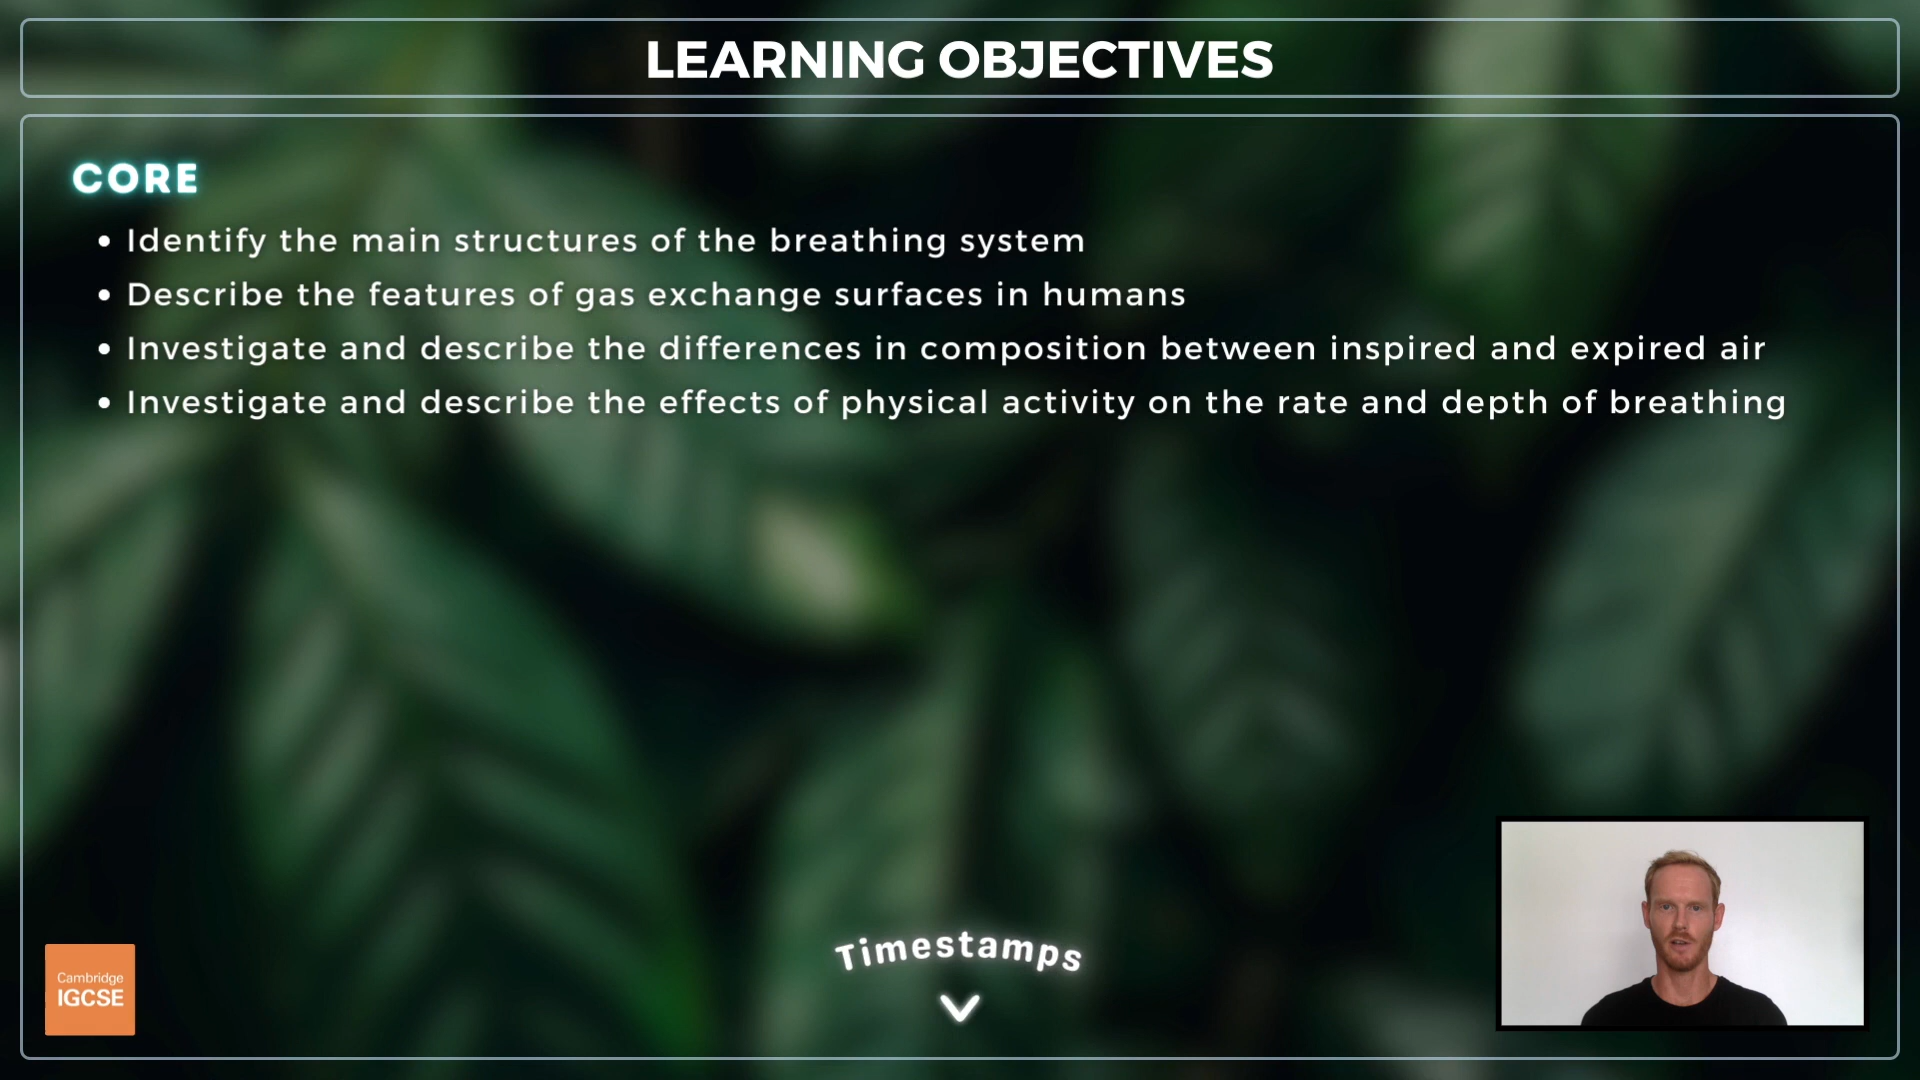 LEARNING OBJECTIVES
CORE
• Identify the main structures of the breathing system
• Describe the features of gas exchange surfaces in humans
• Investigate and describe the differences in composition between inspired and expired air
• Investigate and describe the effects of physical activity on the rate and depth of breathing
Timestamps
Cambridge
IGCSE